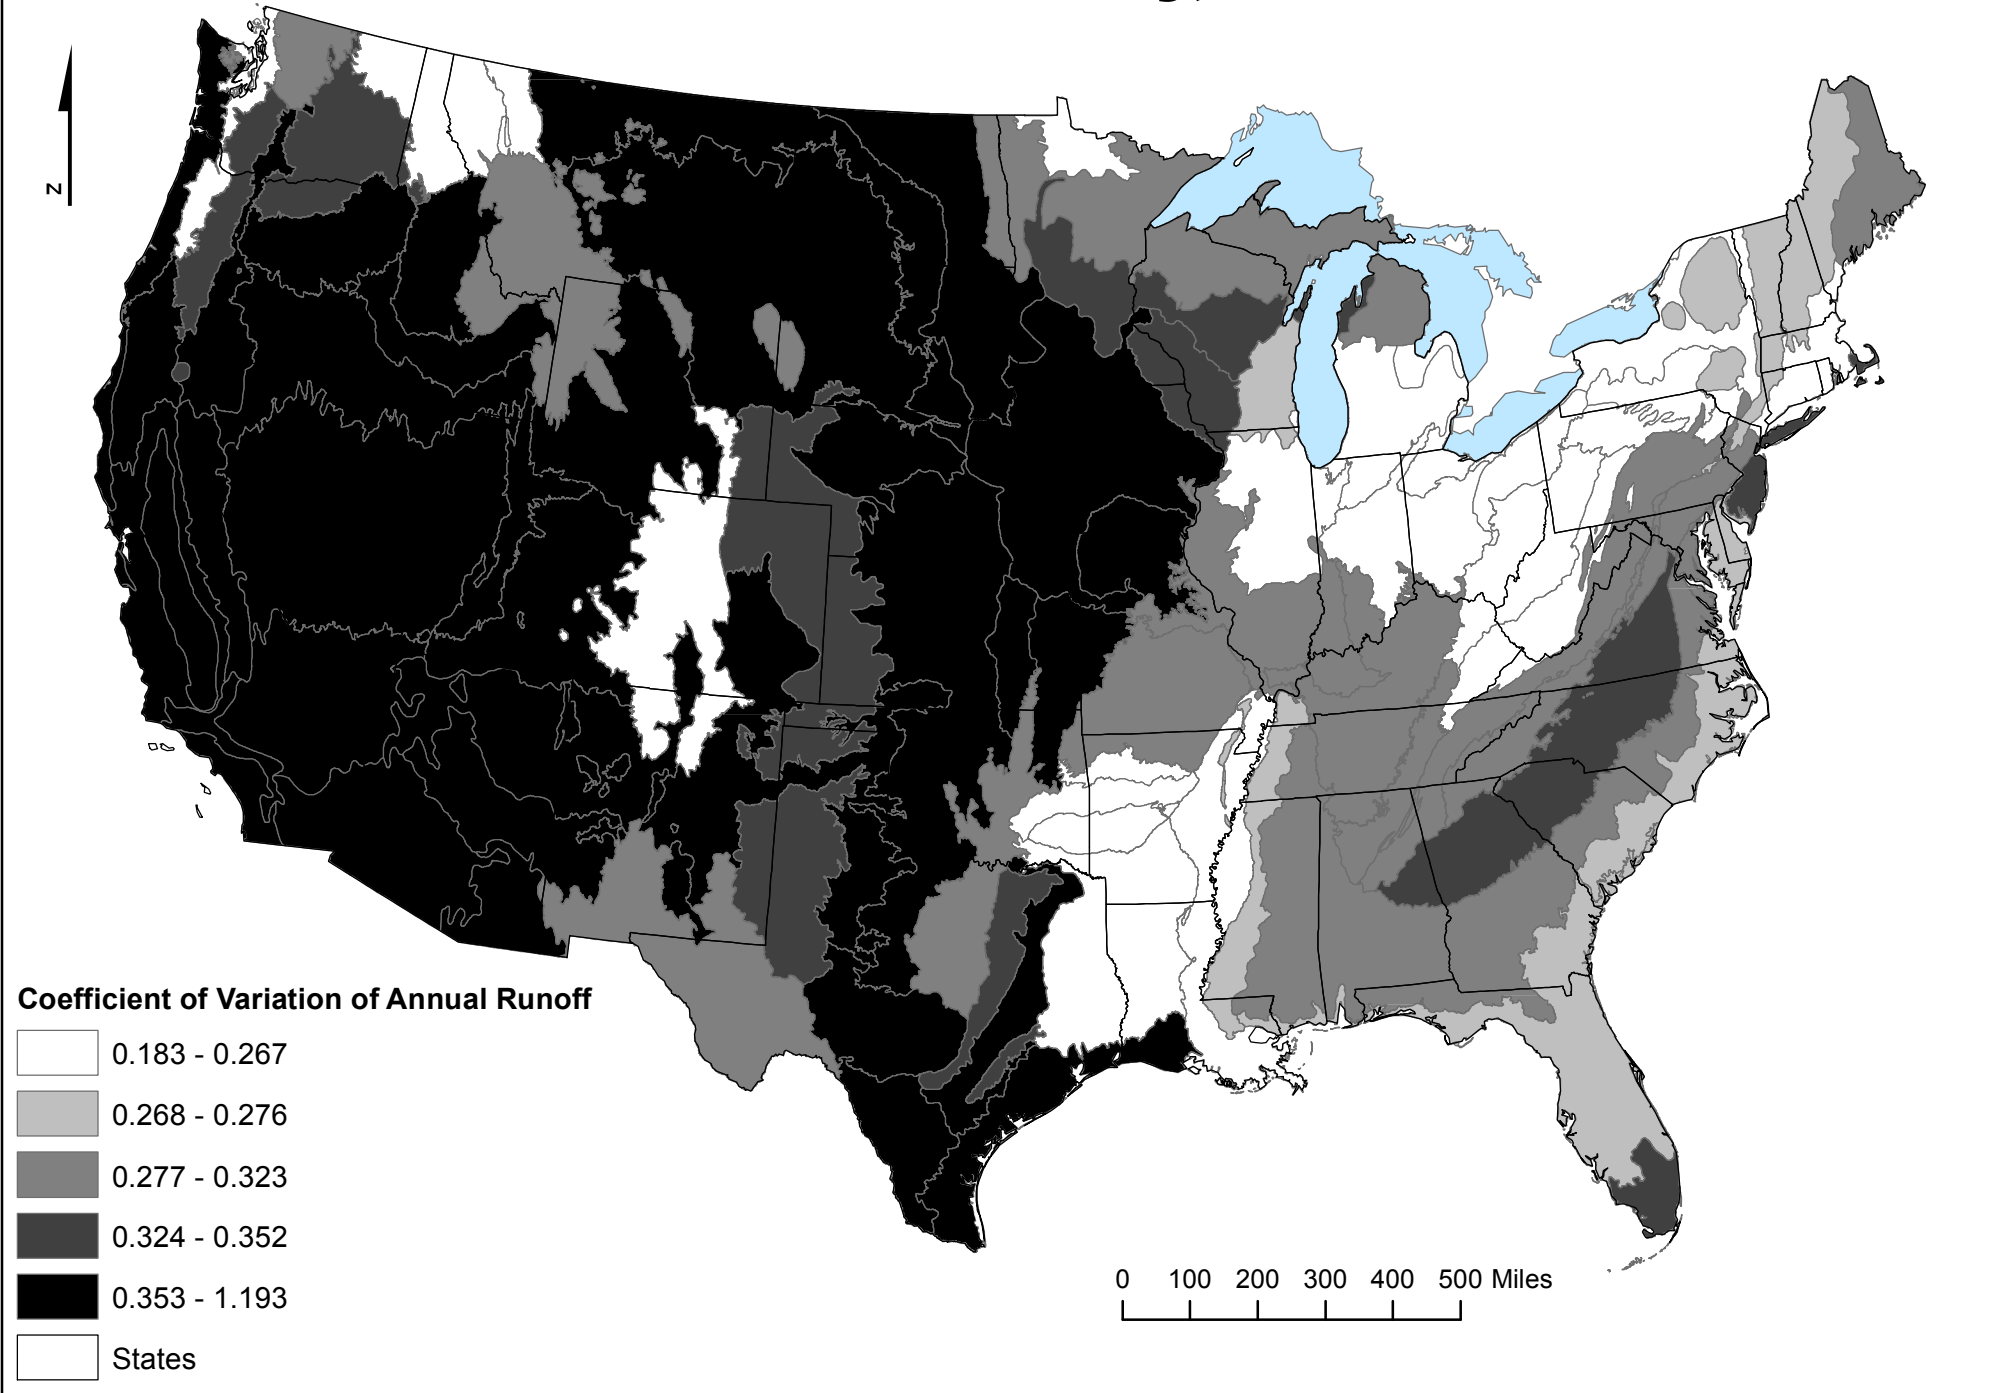 N
Coefficient of Variation of Annual Runoff
0.183 - 0.267
0.268 - 0.276
0.277 - 0.323
0.324 - 0.352
0.353 - 1.193
States
0 100 200 300 400 500 Miles